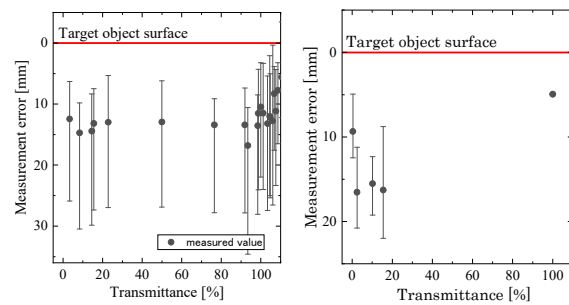 Target object surface
Measurement error [mm]
0
10
20
30
measured value
0
20
40
60
80
100
Transmittance [%]
Target object surface
Measurement error [mm]
0
10
20
0
20
40
60
80
100
Transmittance [%]